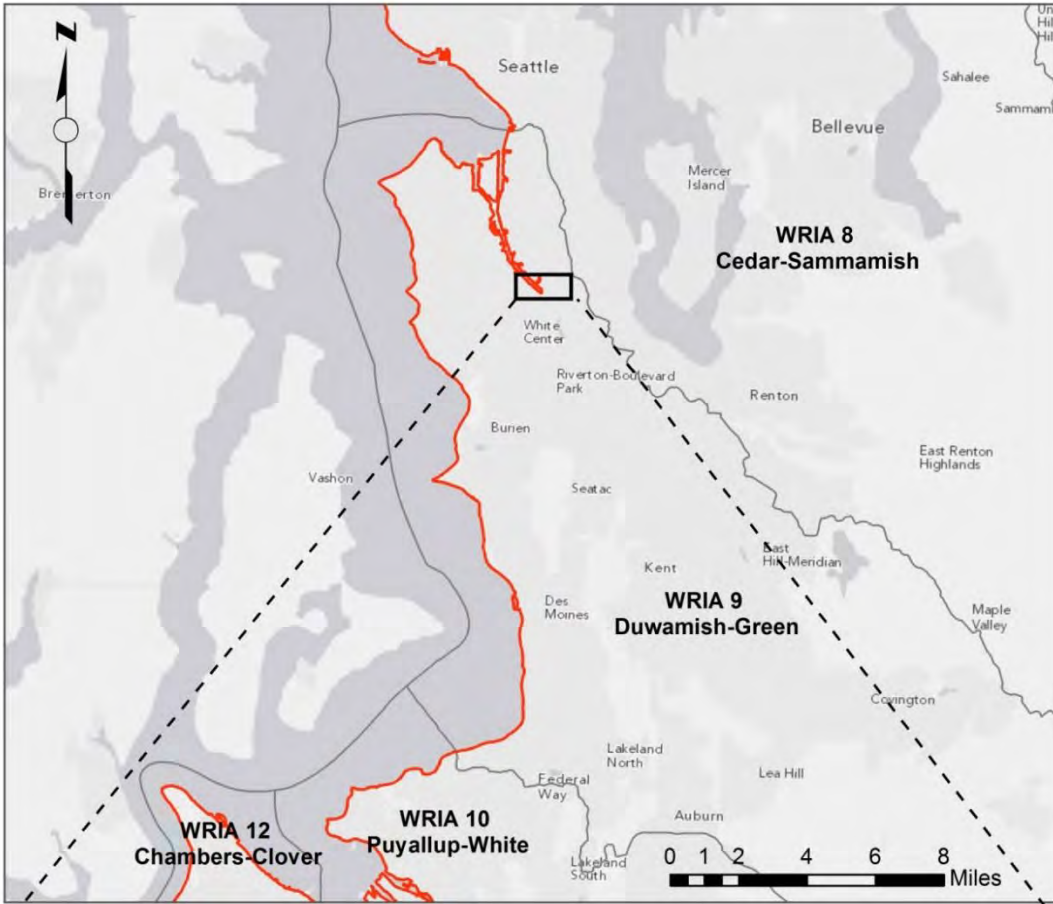 N
Seattle
Un
Hil
Hil
Sahalee
Sammami
Bellevue
Mercer
Island
Bremerton
WRIA 8
Cedar-Sammamish
White
Center
Riverton-Boulevard
Park
Renton
Burien
East Renton
Highlands
Vashon
Seatac
East
Hill-Meridian
Kent
Des
Moines
WRIA 9
Duwamish-Green
Maple
Valley
Covington
Lakeland
North
Lea Hill
Federal
Way
WRIA 12
Chambers-Clover
WRIA 10
Puyallup-White
Auburn
Lakeland
South
0 1 2 4 6 8
Miles